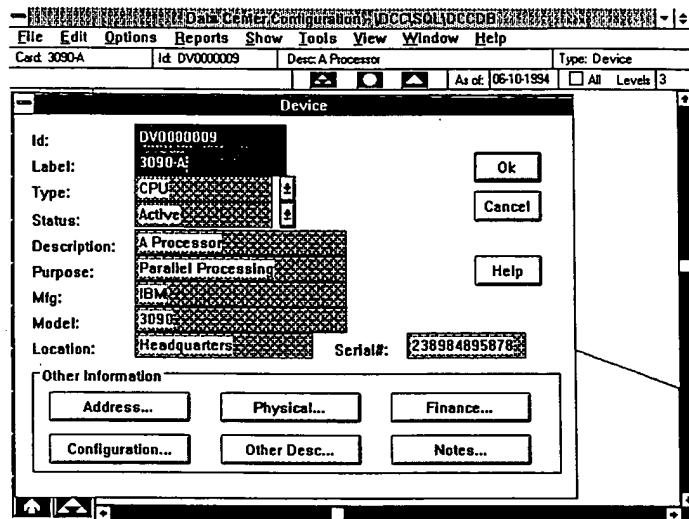 Data Center Configuration: \DCC\SQL\DCCDB
File Edit Options Reports Show Tools View Window Help
Card: 3090-A Id: DV0000009 Desc: A Processor Type: Device
As of: 06-10-1994 All Levels 3
Device
Id: DV0000009
Label: 3090-A
Type: CPU
Status: Active
Description: A Processor
Purpose: Parallel Processing
Mfg: IBM
Model: 3090
Location: Headquarters Serial#: 238984895878
Ok
Cancel
Help
Other Information
Address... Physical... Finance...
Configuration... Other Desc... Notes...